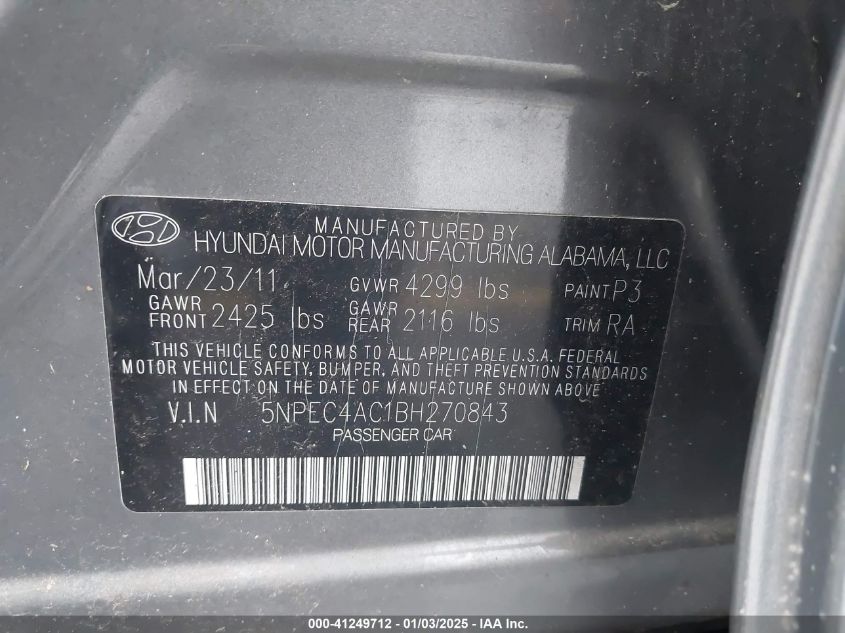 MANUFACTURED BY
HYUNDAI MOTOR MANUFACTURING ALABAMA, LLC
Mar/23/11 GVWR 4299 lbs PAINT P3
GAWR FRONT 2425 lbs GAWR REAR 2116 lbs TRIM RA
THIS VEHICLE CONFORMS TO ALL APPLICABLE U.S.A. FEDERAL
MOTOR VEHICLE SAFETY, BUMPER, AND THEFT PREVENTION STANDARDS
IN EFFECT ON THE DATE OF MANUFACTURE SHOWN ABOVE
V.I.N 5NPEC4AC1BH270843
PASSENGER CAR
000-41249712 - 01/03/2025 - IAA Inc.